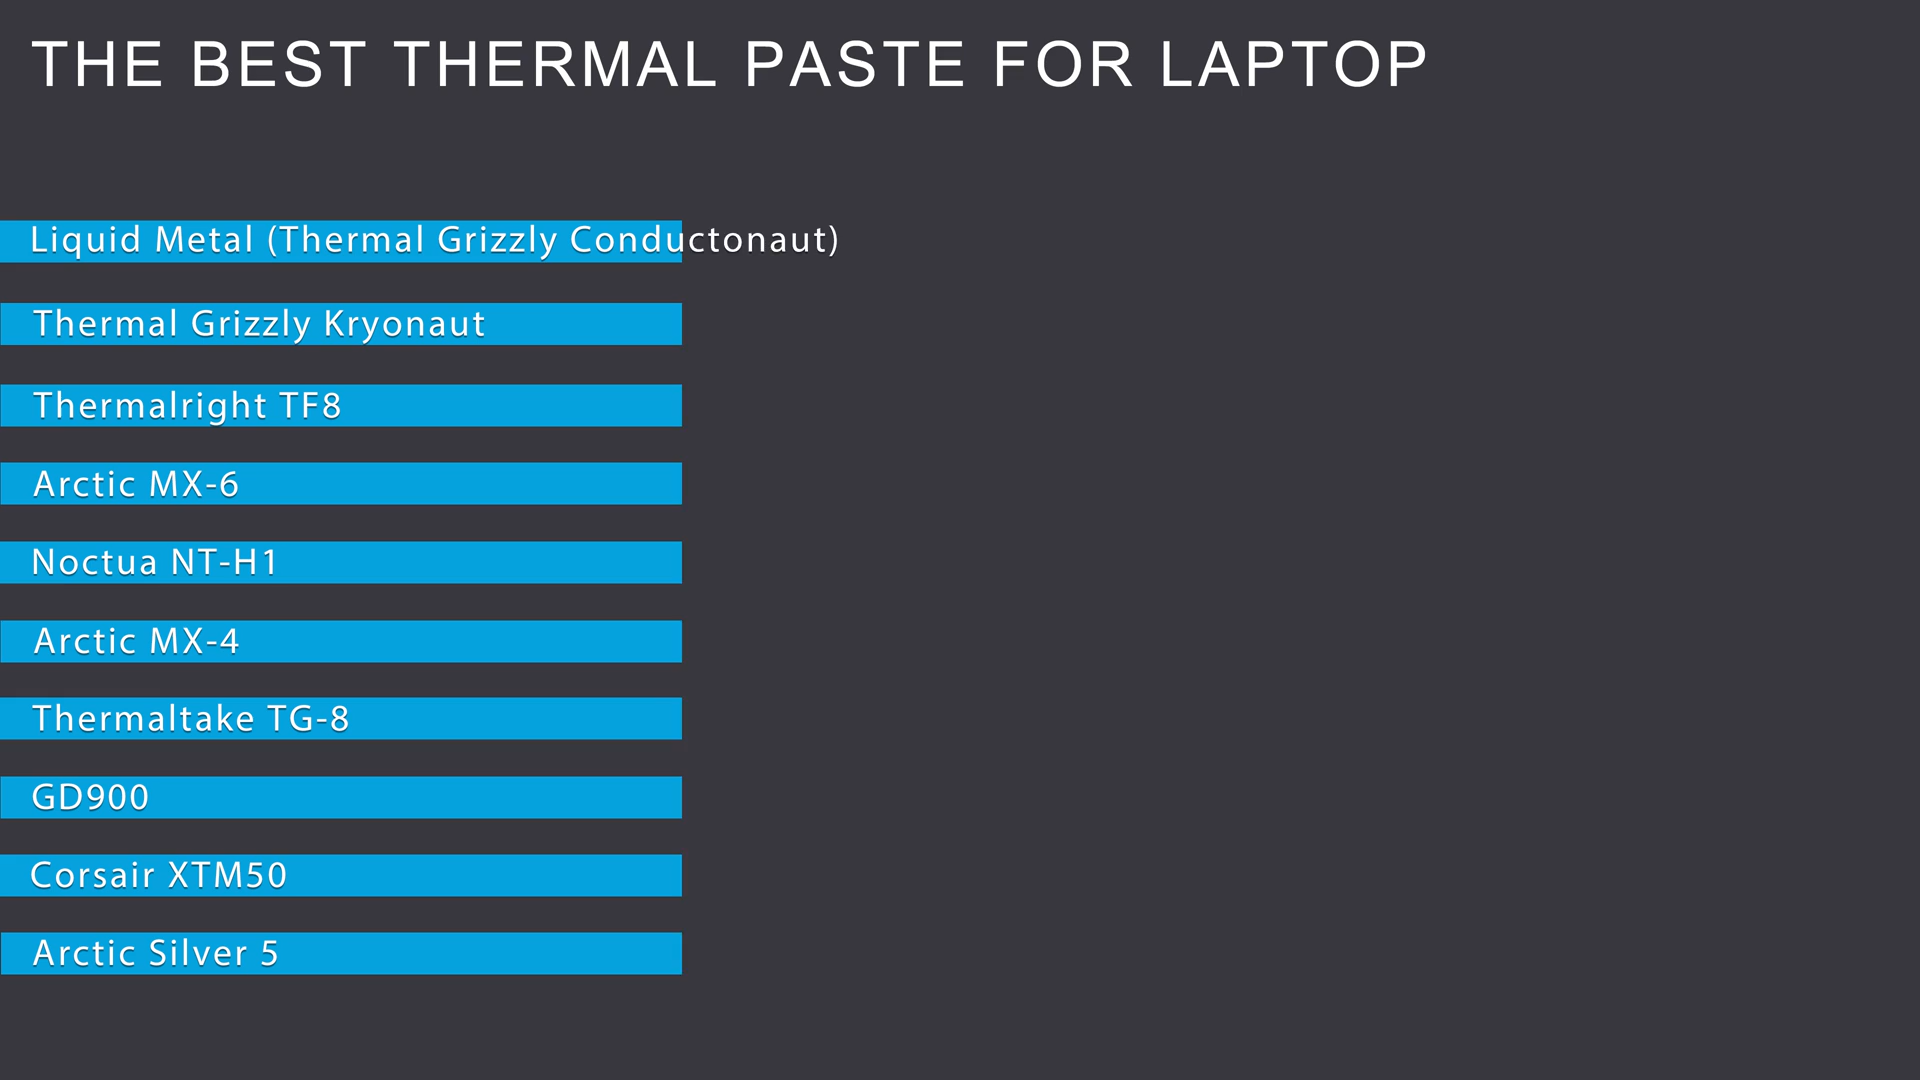 THE BEST THERMAL PASTE FOR LAPTOP
Liquid Metal (Thermal Grizzly Conductonaut)
Thermal Grizzly Kryonaut
Thermalright TF8
Arctic MX-6
Noctua NT-H1
Arctic MX-4
Thermaltake TG-8
GD900
Corsair XTM50
Arctic Silver 5